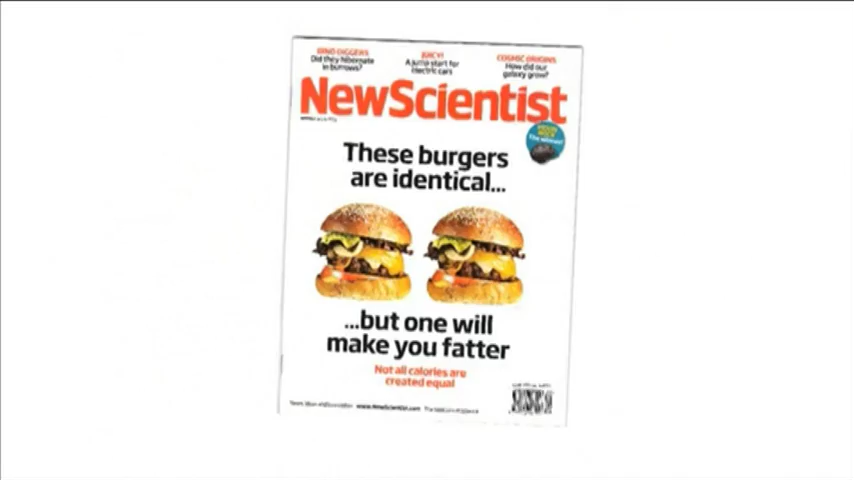 DINO DIGGERS
Did they hibernate
in burrows?
JUICY!
A jump start for
electric cars
COSMIC ORIGINS
How did our
galaxy grow?
NewScientist
These burgers
are identical...
...but one will
make you fatter
Not all calories are
created equal
www.NewScientist.com